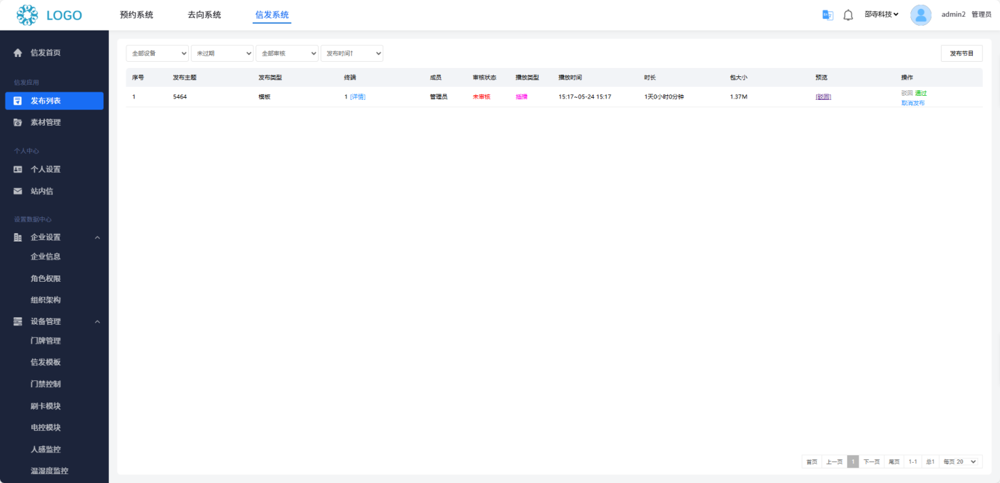 LOGO 预约系统 去向系统 信发系统 邵寺科技 admin2 管理员
信发首页
信发应用
发布列表
素材管理
个人中心
个人设置
站内信
设置数据中心
企业设置
企业信息
角色权限
组织架构
设备管理
门牌管理
信发模板
门禁控制
刷卡模块
电控模块
人感监控
温湿度监控
全部设备 未过期 全部审核 发布时间↑ 发布节目
序号 发布主题 发布类型 终端 成员 审核状态 播放类型 播放时间 时长 包大小 预览 操作
1 5464 模板 1 [详情] 管理员 未审核 插播 15:17~05-24 15:17 1天0小时0分钟 1.37M [驳回] 驳回 通过
取消发布
首页 上一页 1 下一页 尾页 1-1 总1 每页 20